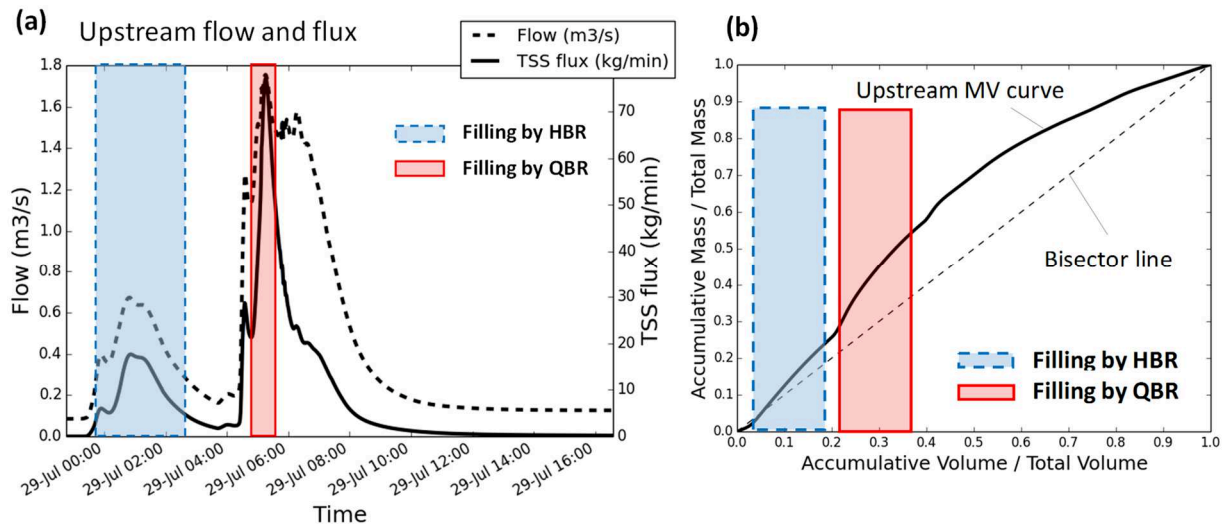 (a)
Upstream flow and flux
Flow (m3/s)
TSS flux (kg/min)
Filling by HBR
Filling by QBR
1.8
1.6
1.4
1.2
1.0
0.8
0.6
0.4
0.2
0.0
Flow (m3/s)
70
60
50
40
30
20
10
0
TSS flux (kg/min)
29-Jul 00:00
29-Jul 02:00
29-Jul 04:00
29-Jul 06:00
29-Jul 08:00
29-Jul 10:00
29-Jul 12:00
29-Jul 14:00
29-Jul 16:00
Time
(b)
1.0
0.9
0.8
0.7
0.6
0.5
0.4
0.3
0.2
0.1
0.0
Accumulative Mass / Total Mass
Upstream MV curve
Bisector line
Filling by HBR
Filling by QBR
0.0 0.1 0.2 0.3 0.4 0.5 0.6 0.7 0.8 0.9 1.0
Accumulative Volume / Total Volume